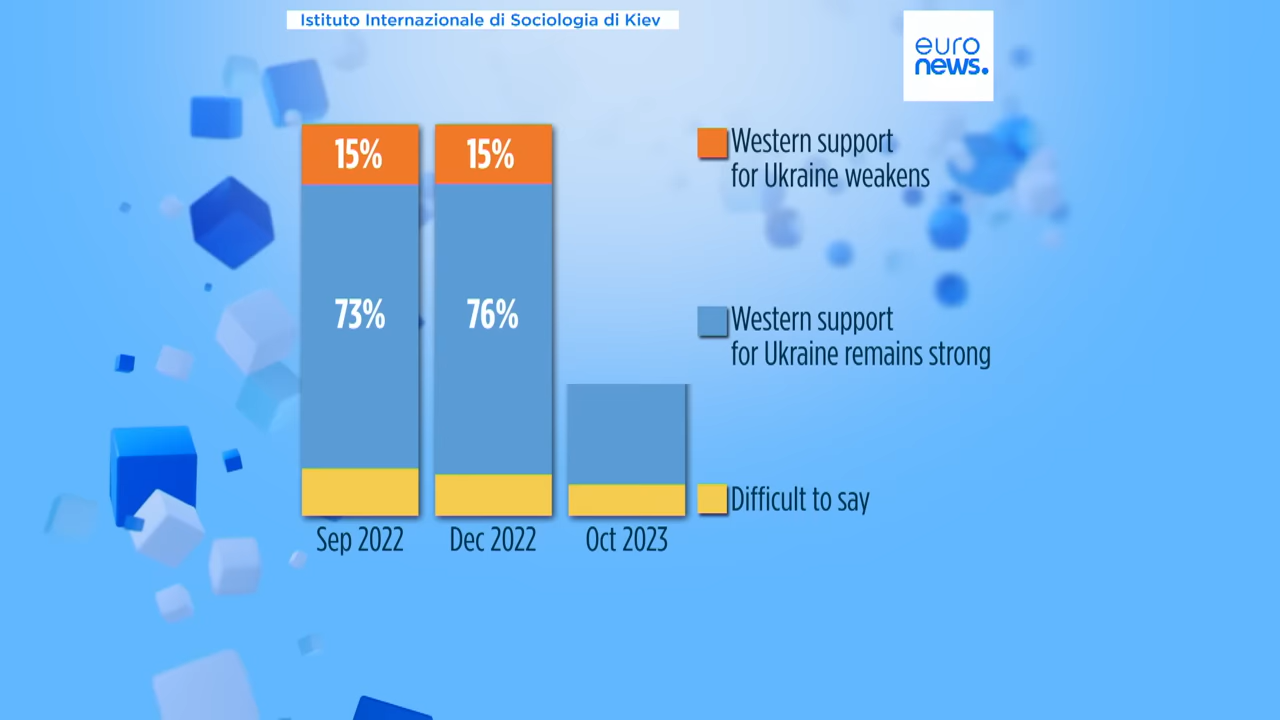 Istituto Internazionale di Sociologia di Kiev
euro
news.
15%
15%
Western support
for Ukraine weakens
73%
76%
Western support
for Ukraine remains strong
Difficult to say
Sep 2022
Dec 2022
Oct 2023